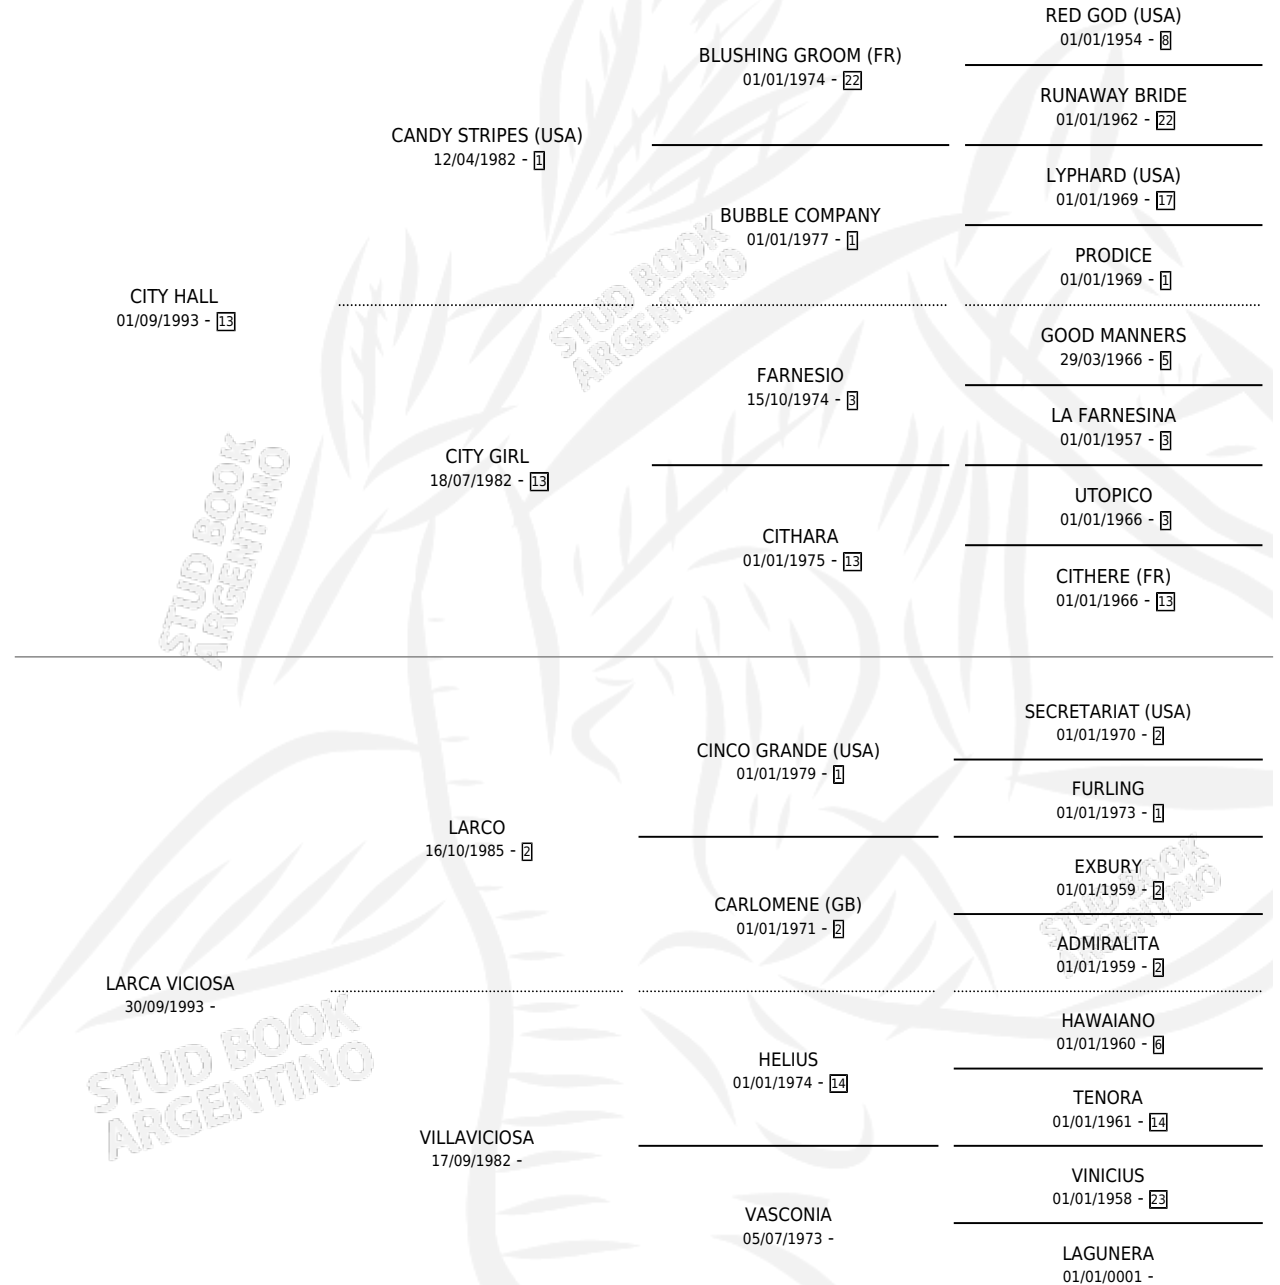 RED GOD (USA)
01/01/1954 - 8
BLUSHING GROOM (FR)
01/01/1974 - 22
RUNAWAY BRIDE
01/01/1962 - 22
CANDY STRIPES (USA)
12/04/1982 - 1
LYPHARD (USA)
01/01/1969 - 17
BUBBLE COMPANY
01/01/1977 - 1
PRODICE
01/01/1969 - 1
CITY HALL
01/09/1993 - 13
STUD BOOK
ARGENTINO
GOOD MANNERS
29/03/1966 - 5
FARNESIO
15/10/1974 - 3
LA FARNESINA
01/01/1957 - 3
CITY GIRL
18/07/1982 - 13
UTOPICO
01/01/1966 - 3
CITHARA
01/01/1975 - 13
CITHERE (FR)
01/01/1966 - 13
STUD BOOK
ARGENTINO
SECRETARIAT (USA)
01/01/1970 - 2
CINCO GRANDE (USA)
01/01/1979 - 1
FURLING
01/01/1973 - 1
LARCO
16/10/1985 - 2
EXBURY
01/01/1959 - 2
CARLOMENE (GB)
01/01/1971 - 2
ADMIRALITA
01/01/1959 - 2
STUD BOOK
ARGENTINO
LARCA VICIOSA
30/09/1993 -
HAWAIANO
01/01/1960 - 6
HELIUS
01/01/1974 - 14
TENORA
01/01/1961 - 14
STUD BOOK
ARGENTINO
VILLAVICIOSA
17/09/1982 -
VINICIUS
01/01/1958 - 23
VASCONIA
05/07/1973 -
LAGUNERA
01/01/0001 -